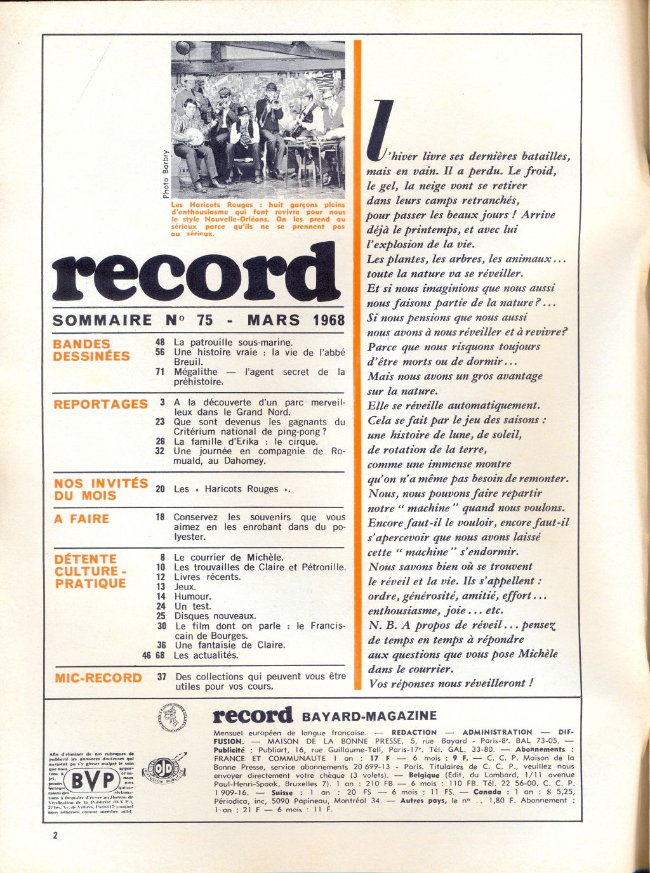 Photo Barbry
Les Haricots Rouges : huit garçons pleins
d'enthousiasme qui font revivre pour nous
le style Nouvelle-Orléans. On les prend au
sérieux parce qu'ils ne se prennent pas
au sérieux.
record
SOMMAIRE N° 75 - MARS 1968
BANDES
DESSINÉES
48 La patrouille sous-marine.
56 Une histoire vraie : la vie de l'abbé
Breuil.
71 Mégalithe — l'agent secret de la
préhistoire.
REPORTAGES
3 A la découverte d'un parc merveil-
leux dans le Grand Nord.
23 Que sont devenus les gagnants du
Critérium national de ping-pong ?
26 La famille d'Erika : le cirque.
32 Une journée en compagnie de Ro-
muald, au Dahomey.
NOS INVITÉS
DU MOIS
20 Les « Haricots Rouges ».
A FAIRE
18 Conservez les souvenirs que vous
aimez en les enrobant dans du po-
lyester.
DÉTENTE
CULTURE -
PRATIQUE
8 Le courrier de Michèle.
10 Les trouvailles de Claire et Pétronille.
12 Livres récents.
13 Jeux.
14 Humour.
24 Un test.
25 Disques nouveaux.
30 Le film dont on parle : le Francis-
cain de Bourges.
36 Une fantaisie de Claire.
46 68 Les actualités.
MIC-RECORD
37 Des collections qui peuvent vous être
utiles pour vos cours.
l'hiver livre ses dernières batailles,
mais en vain. Il a perdu. Le froid,
le gel, la neige vont se retirer
dans leurs camps retranchés,
pour passer les beaux jours ! Arrive
déjà le printemps, et avec lui
l'explosion de la vie.
Les plantes, les arbres, les animaux...
toute la nature va se réveiller.
Et si nous imaginions que nous aussi
nous faisons partie de la nature ?...
Si nous pensions que nous aussi
nous avons à nous réveiller et à revivre?
Parce que nous risquons toujours
d'être morts ou de dormir...
Mais nous avons un gros avantage
sur la nature.
Elle se réveille automatiquement.
Cela se fait par le jeu des saisons :
une histoire de lune, de soleil,
de rotation de la terre,
comme une immense montre
qu'on n'a même pas besoin de remonter.
Nous, nous pouvons faire repartir
notre " machine " quand nous voulons.
Encore faut-il le vouloir, encore faut-il
s'apercevoir que nous avons laissé
cette " machine " s'endormir.
Nous savons bien où se trouvent
le réveil et la vie. Ils s'appellent :
ordre, générosité, amitié, effort...
enthousiasme, joie... etc.
N. B. A propos de réveil... pensez
de temps en temps à répondre
aux questions que vous pose Michèle
dans le courrier.
Vos réponses nous réveilleront !
BVP
OJD
record BAYARD-MAGAZINE
Mensuel européen de langue française. — REDACTION — ADMINISTRATION — DIF-
FUSION. — MAISON DE LA BONNE PRESSE, 5, rue Bayard - Paris-8e. BAL 73-05. —
Publicité : Publiart, 16, rue Guillaume-Tell, Paris-17e. Tél. GAL. 33-80. — Abonnements :
FRANCE ET COMMUNAUTE 1 an : 17 F — 6 mois : 9 F. — C. C. P. Maison de la
Bonne Presse, service abonnements 20 699-13 - Paris. Titulaires de C. C. P., veuillez nous
envoyer directement votre chèque (3 volets). — Belgique (Edit. du Lombard, 1/11 avenue
Paul-Henri-Spaak, Bruxelles 7). 1 an : 210 FB — 6 mois : 110 FB. Tél. 22 56-00. C. C. P.
1 909-16. — Suisse : 1 an : 20 FS — 6 mois : 11 FS. — Canada : 1 an : $ 5,25,
Périodica, inc, 5090 Papineau, Montréal 34. — Autres pays, le n° .. 1,80 F. Abonnement :
1 an : 21 F — 6 mois : 11 F.
2